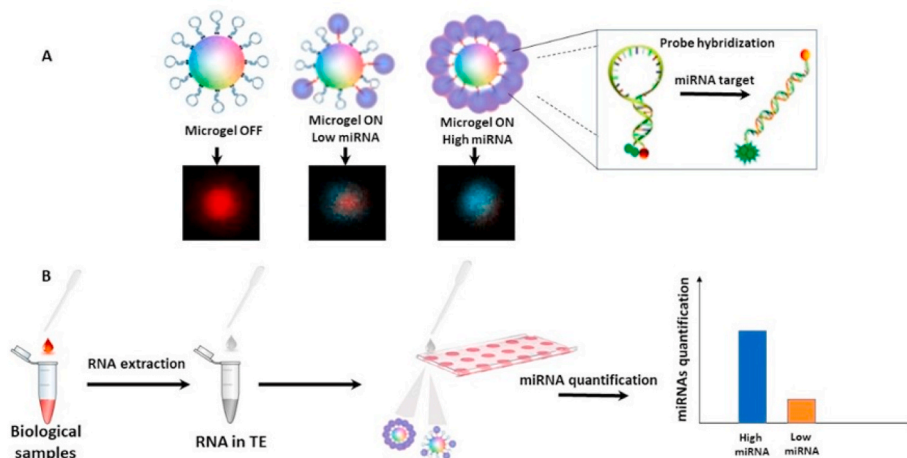 A
Microgel OFF
Microgel ON
Low miRNA
Microgel ON
High miRNA
Probe hybridization
miRNA target
B
RNA extraction
miRNA quantification
Biological
samples
RNA in TE
miRNAs quantification
High
miRNA
Low
miRNA